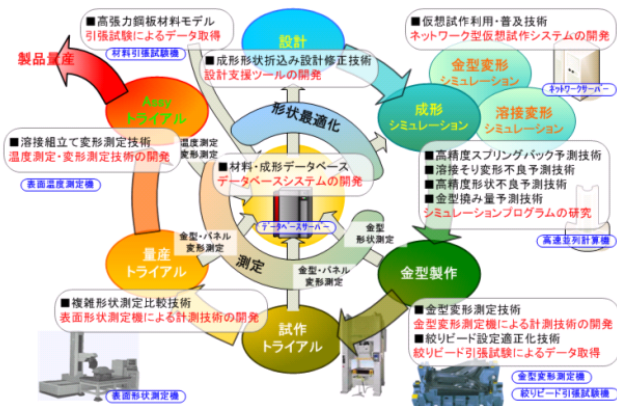 ■高張力鋼板材料モデル
引張試験によるデータ取得
材料引張試験機
設計
■仮想試作利用・普及技術
ネットワーク型仮想試作システムの開発
製品量産
■成形形状折込み設計修正技術
設計支援ツールの開発
金型変形
シミュレーション
ネットワークサーバー
Assy
トライアル
形状最適化
成形
シミュレーション
溶接変形
シミュレーション
■溶接組立て変形測定技術
温度測定・変形測定技術の開発
表面温度測定機
温度測定
変形測定
■材料・成形データベース
データベースシステムの開発
■高精度スプリングバック予測技術
■溶接そり変形不良予測技術
■高精度形状不良予測技術
■金型撓み量予測技術
シミュレーションプログラムの研究
データベースサーバー
金型
形状測定
高速並列計算機
量産
トライアル
金型・パネル
変形測定
測定
金型・パネル
変形測定
金型製作
■複雑形状測定比較技術
表面形状測定機による計測技術の開発
試作
トライアル
■金型変形測定技術
金型変形測定機による計測技術の開発
■絞りビード設定適正化技術
絞りビード引張試験によるデータ取得
表面形状測定機
金型変形測定機
絞りビード引張試験機